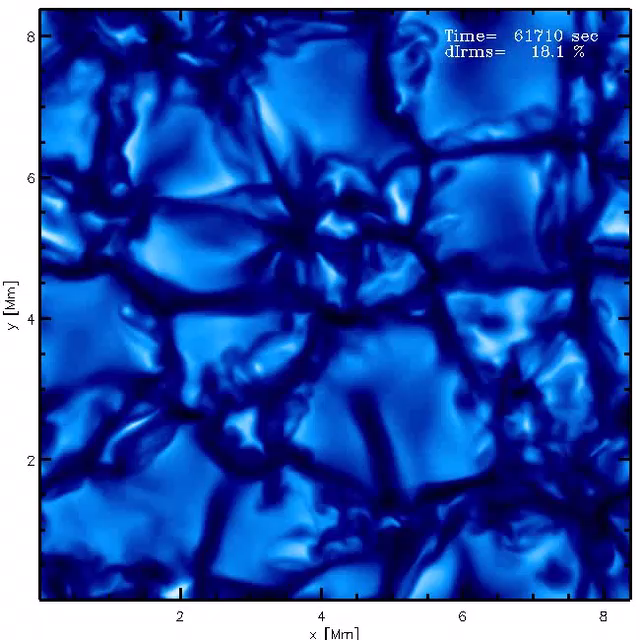 Time= 61710 sec
dIrms= 18.1 %
8
6
4
2
y [Mm]
2 4 6 8
x [Mm]